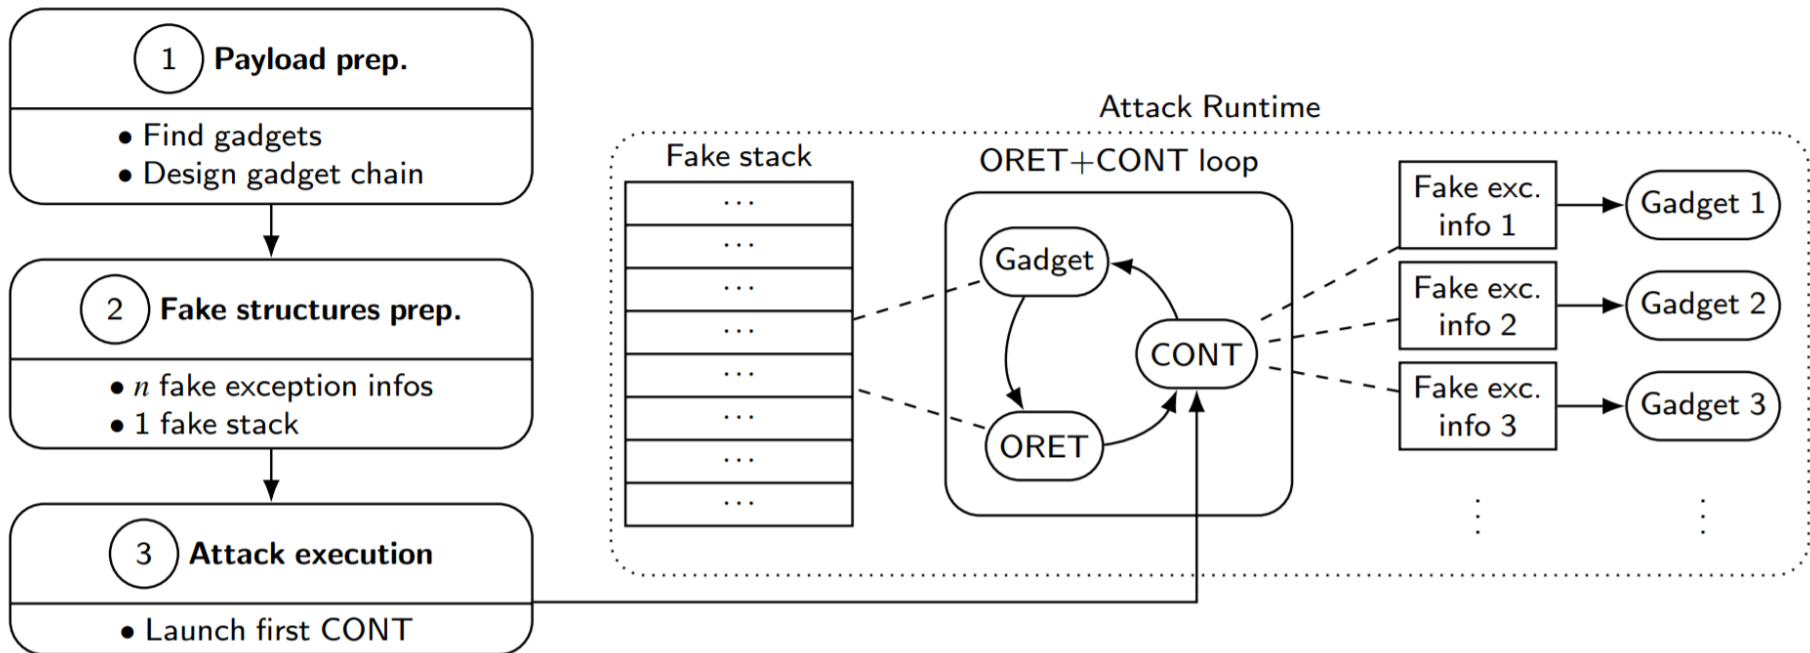 1 Payload prep.
• Find gadgets
• Design gadget chain
2 Fake structures prep.
• n fake exception infos
• 1 fake stack
3 Attack execution
• Launch first CONT
Attack Runtime
Fake stack
...
...
...
...
...
...
...
...
ORET+CONT loop
Gadget
CONT
ORET
Fake exc.
info 1
Gadget 1
Fake exc.
info 2
Gadget 2
Fake exc.
info 3
Gadget 3
⋮
⋮